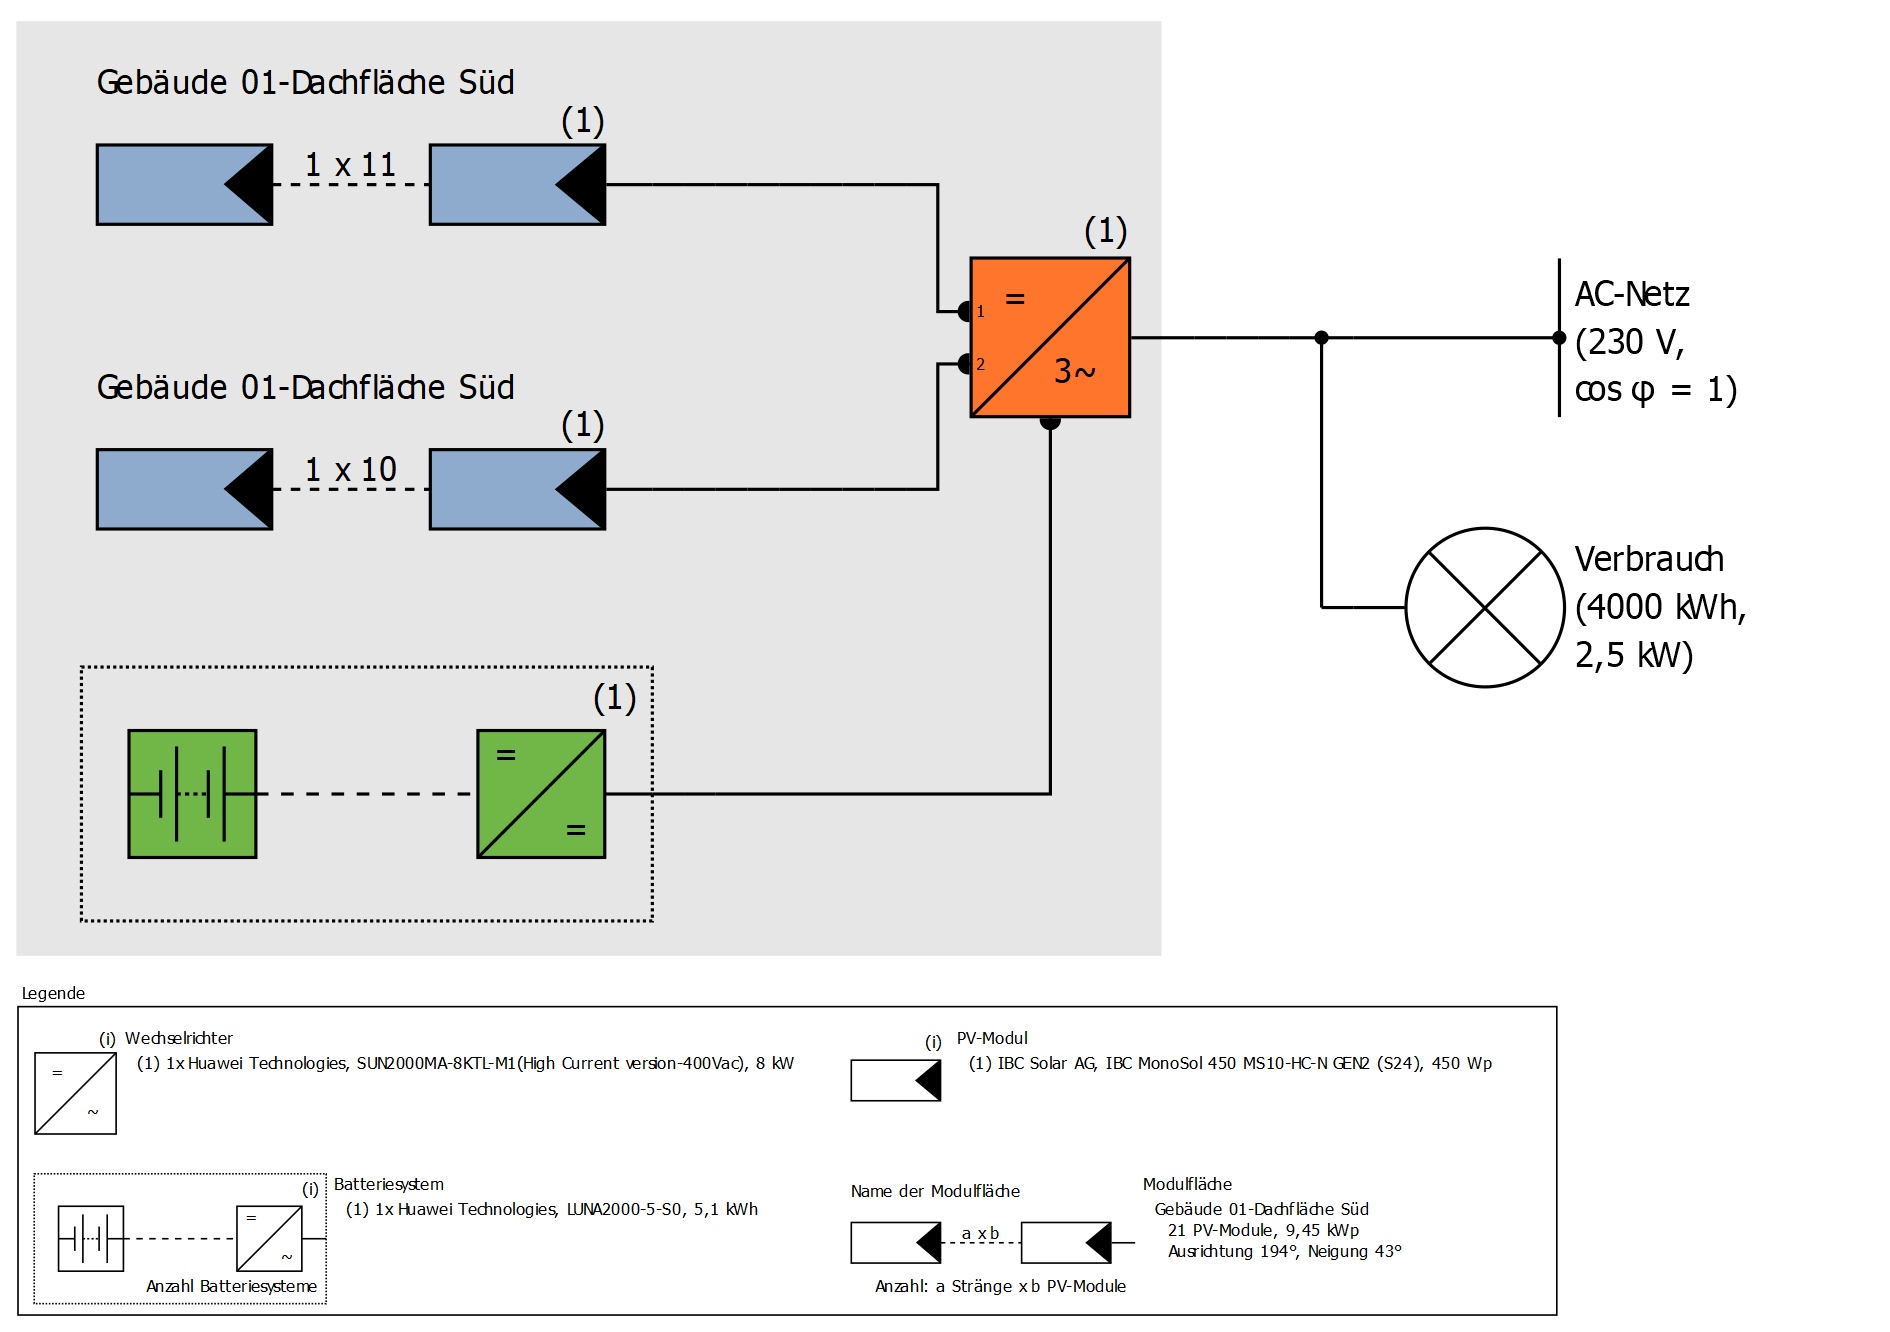 Gebäude 01-Dachfläche Süd
(1)
1 x 11
(1)
=
1
2
3~
AC-Netz
(230 V,
cos φ = 1)
Gebäude 01-Dachfläche Süd
(1)
1 x 10
Verbrauch
(4000 kWh,
2,5 kW)
(1)
=
=
Legende
(i) Wechselrichter
(1) 1x Huawei Technologies, SUN2000MA-8KTL-M1(High Current version-400Vac), 8 kW
=
~
(i) PV-Modul
(1) IBC Solar AG, IBC MonoSol 450 MS10-HC-N GEN2 (S24), 450 Wp
(i) Batteriesystem
(1) 1x Huawei Technologies, LUNA2000-5-S0, 5,1 kWh
=
~
Anzahl Batteriesysteme
Name der Modulfläche
a x b
Anzahl: a Stränge x b PV-Module
Modulfläche
Gebäude 01-Dachfläche Süd
21 PV-Module, 9,45 kWp
Ausrichtung 194°, Neigung 43°